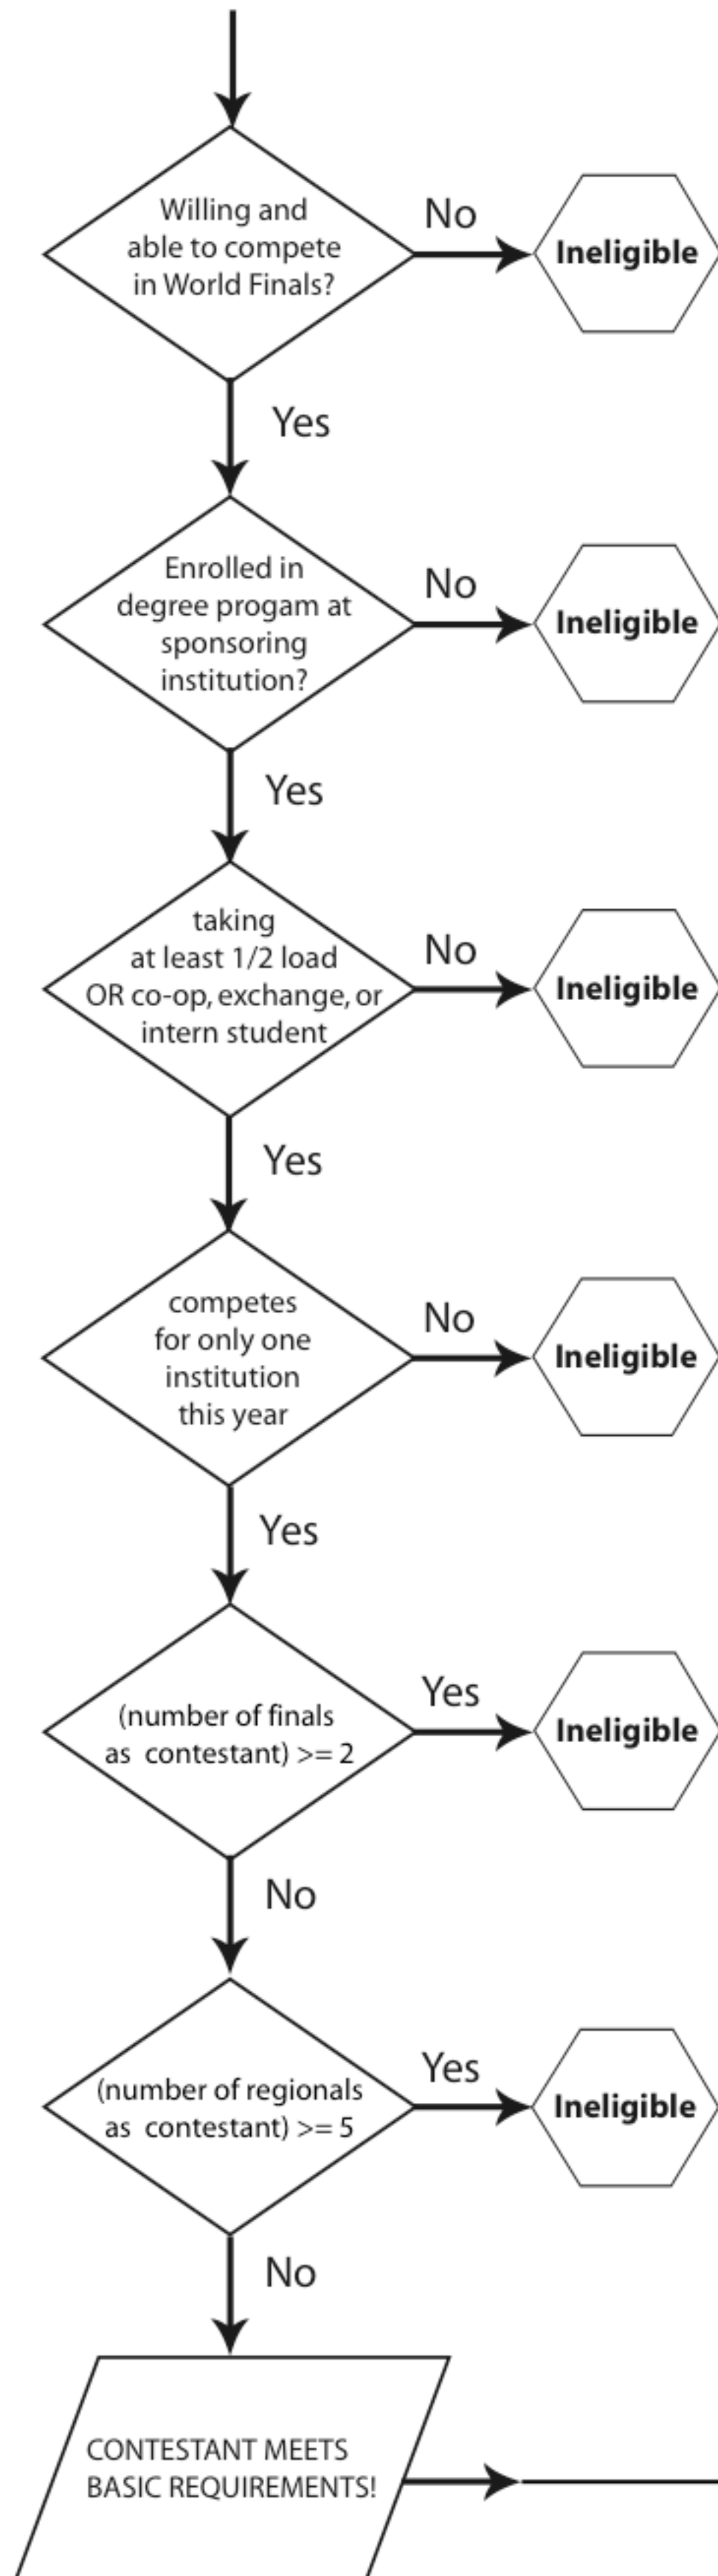 Willing and
able to compete
in World Finals?
No
Ineligible
Yes
Enrolled in
degree progam at
sponsoring
institution?
No
Ineligible
Yes
taking
at least 1/2 load
OR co-op, exchange, or
intern student
No
Ineligible
Yes
competes
for only one
institution
this year
No
Ineligible
Yes
(number of finals
as contestant) >= 2
Yes
Ineligible
No
(number of regionals
as contestant) >= 5
Yes
Ineligible
No
CONTESTANT MEETS
BASIC REQUIREMENTS!